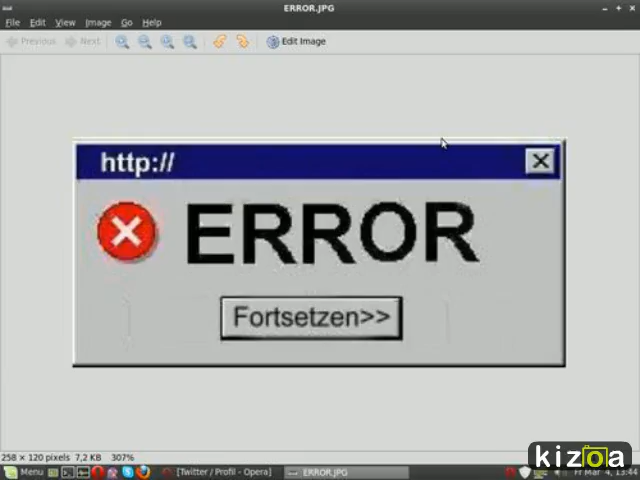 ERROR.JPG
File Edit View Image Go Help
Previous Next Edit Image
http://
ERROR
Fortsetzen>>
258 × 120 pixels 7,2 KB 307%
Menu [Twitter / Profil - Opera] ERROR.JPG Fr Mar 4, 13:44
kizoa